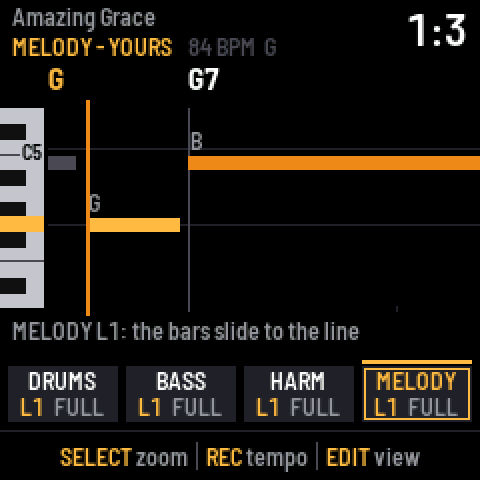 Amazing Grace
1:3
MELODY - YOURS 84 BPM G
G G7
B
C5
G
MELODY L1: the bars slide to the line
DRUMS BASS HARM MELODY
L1 FULL L1 FULL L1 FULL L1 FULL
SELECT zoom | REC tempo | EDIT view